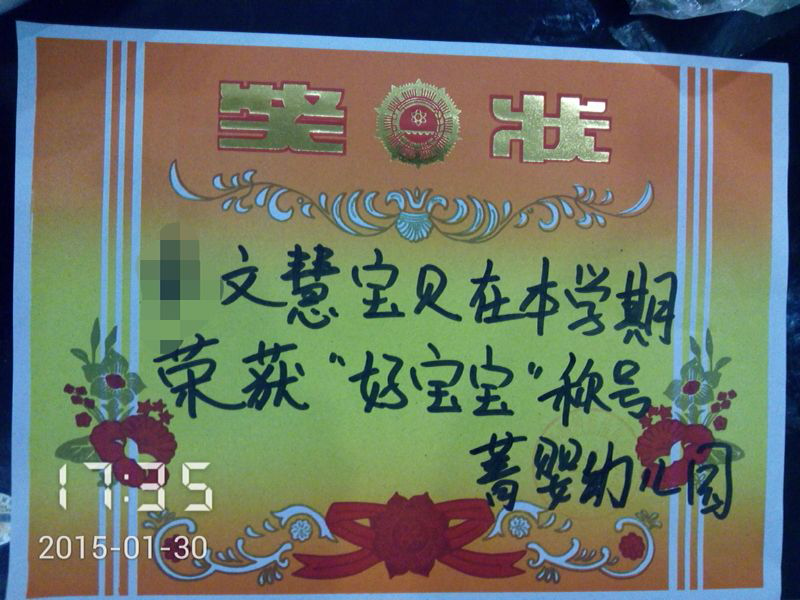 奖状
文慧宝贝在本学期
荣获“好宝宝”称号
菁婴幼儿园
17:35
2015-01-30